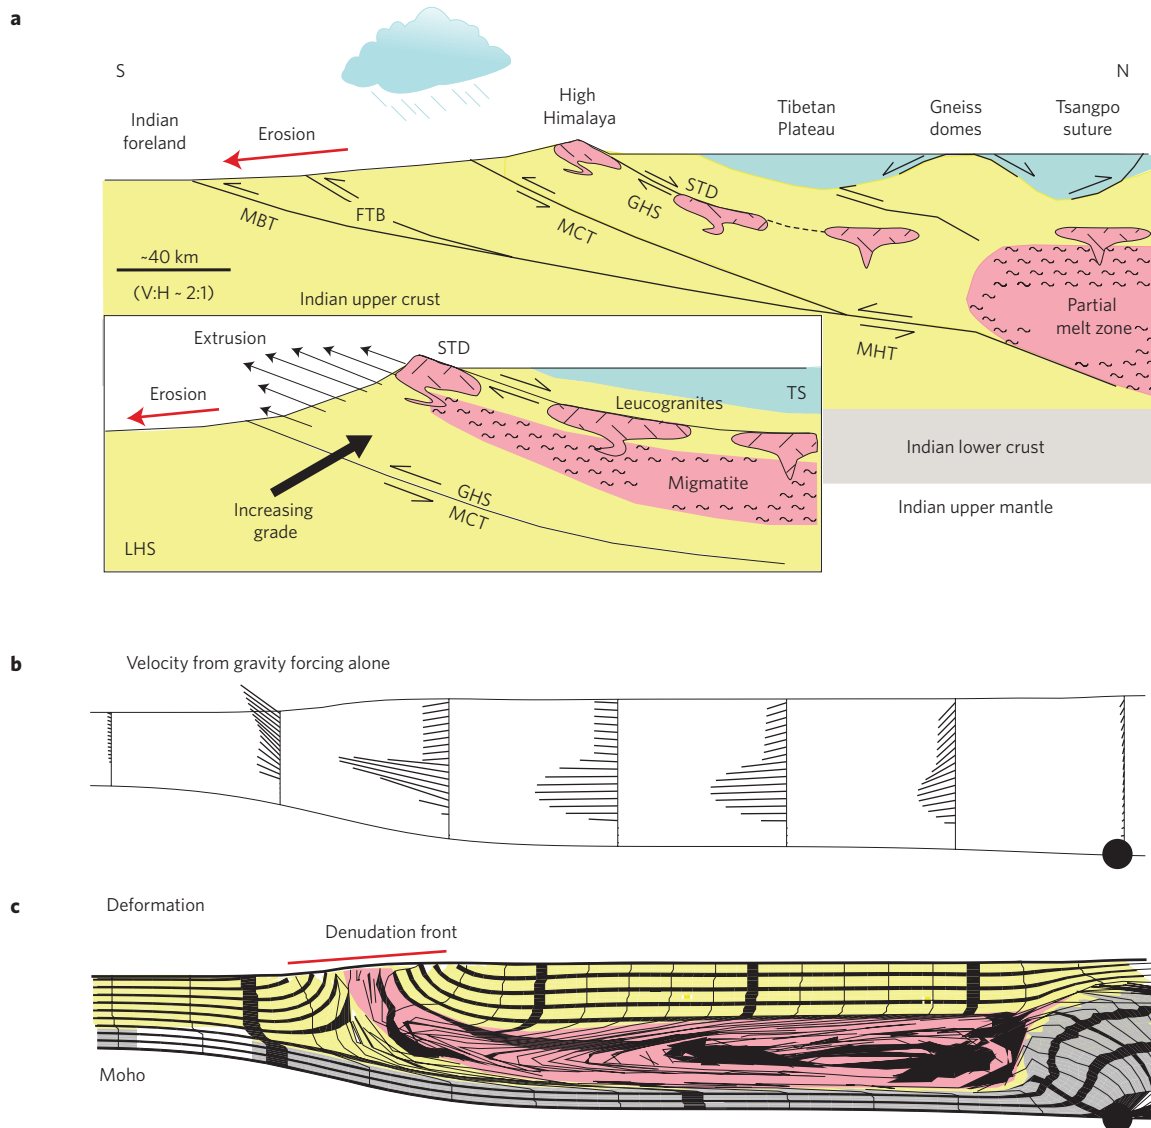 a
S
N
Indian
foreland
Erosion
High
Himalaya
Tibetan
Plateau
Gneiss
domes
Tsangpo
suture
MBT
FTB
MCT
GHS
STD
~40 km
(V:H ~ 2:1)
Indian upper crust
MHT
Partial
melt zone
Extrusion
STD
Erosion
TS
Leucogranites
Migmatite
GHS
MCT
Increasing
grade
LHS
Indian lower crust
Indian upper mantle
b
Velocity from gravity forcing alone
c
Deformation
Denudation front
Moho